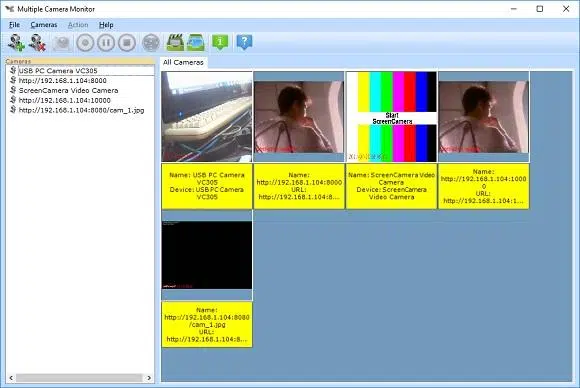 Multiple Camera Monitor
File Cameras Action Help
Cameras
All Cameras
USB PC Camera VC305
http://192.168.1.104:8000
ScreenCamera Video Camera
http://192.168.1.104:10000
http://192.168.1.104:8080/cam_1.jpg
Start
ScreenCamera
Name: USB PC Camera
VC305
Device: USB PC Camera
VC305
Name:
http://192.168.1.104:8000
URL:
http://192.168.1.104:8...
Name: ScreenCamera Video
Camera
Device: ScreenCamera
Video Camera
Name:
http://192.168.1.104:1000
0
URL:
http://192.168.1.104:1...
Name:
http://192.168.1.104:8080
/cam_1.jpg
URL:
http://192.168.1.104:8...